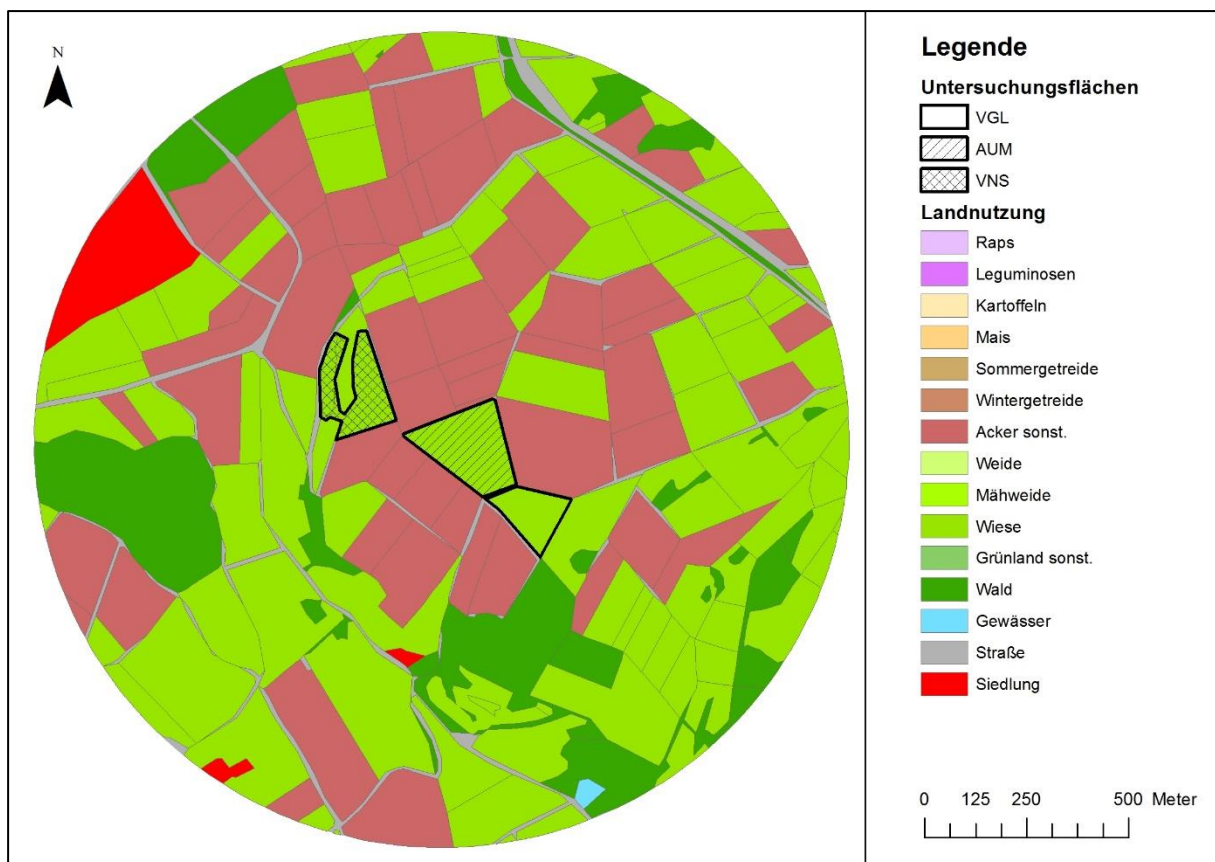 N
Legende
Untersuchungsflächen
VGL
AUM
VNS
Landnutzung
Raps
Leguminosen
Kartoffeln
Mais
Sommergetreide
Wintergetreide
Acker sonst.
Weide
Mähweide
Wiese
Grünland sonst.
Wald
Gewässer
Straße
Siedlung
0 125 250 500 Meter